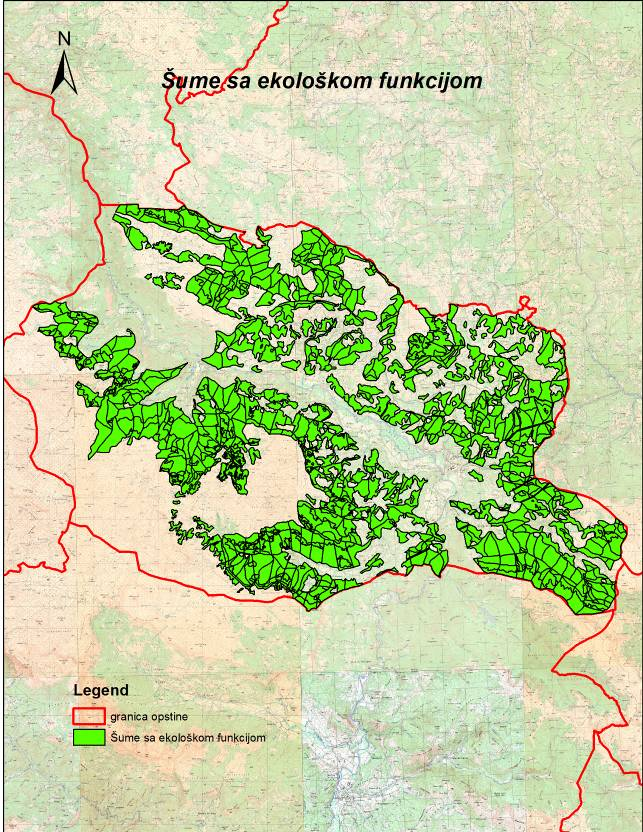 N
Šume sa ekološkom funkcijom
Legend
granica opstine
Šume sa ekološkom funkcijom